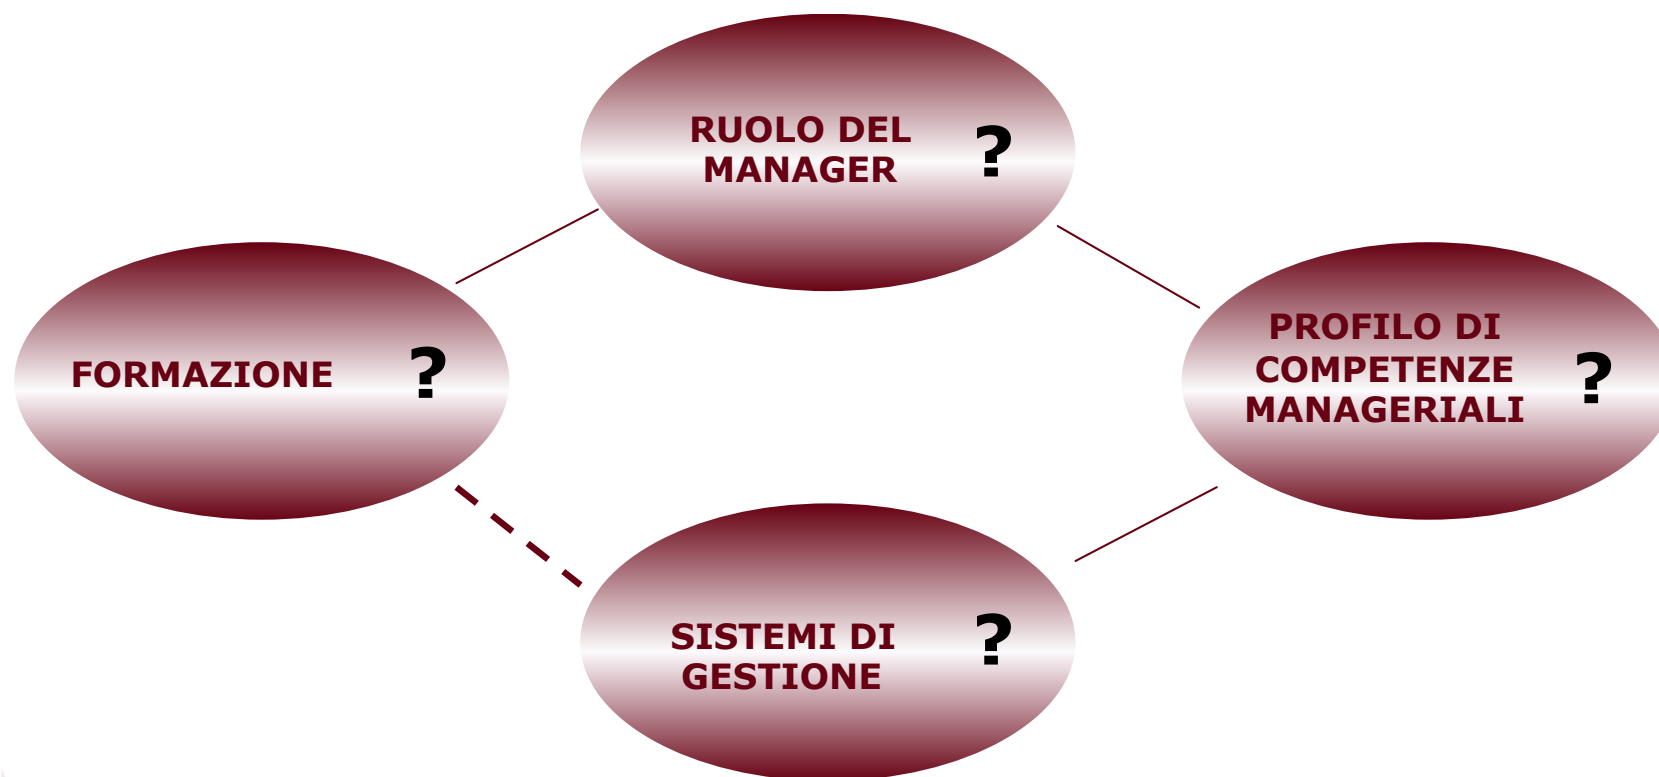 RUOLO DEL
MANAGER ?
FORMAZIONE ?
PROFILO DI
COMPETENZE
MANAGERIALI ?
SISTEMI DI
GESTIONE ?